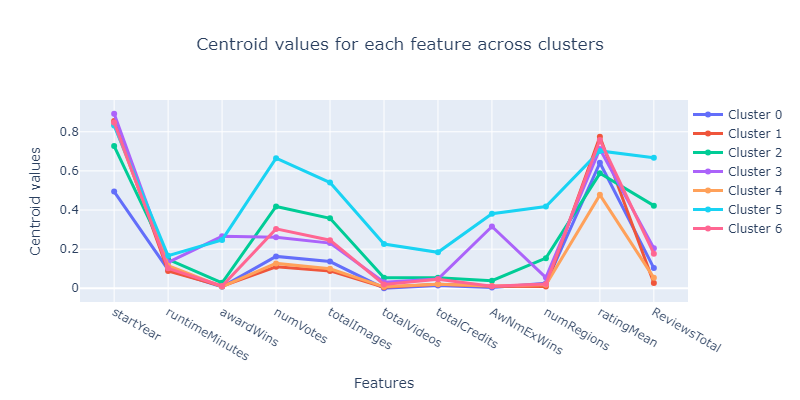 Centroid values for each feature across clusters
Centroid values
0.8
0.6
0.4
0.2
0
startYear
runtimeMinutes
awardWins
numVotes
totalImages
totalVideos
totalCredits
AwNmExWins
numRegions
ratingMean
ReviewsTotal
Features
Cluster 0
Cluster 1
Cluster 2
Cluster 3
Cluster 4
Cluster 5
Cluster 6